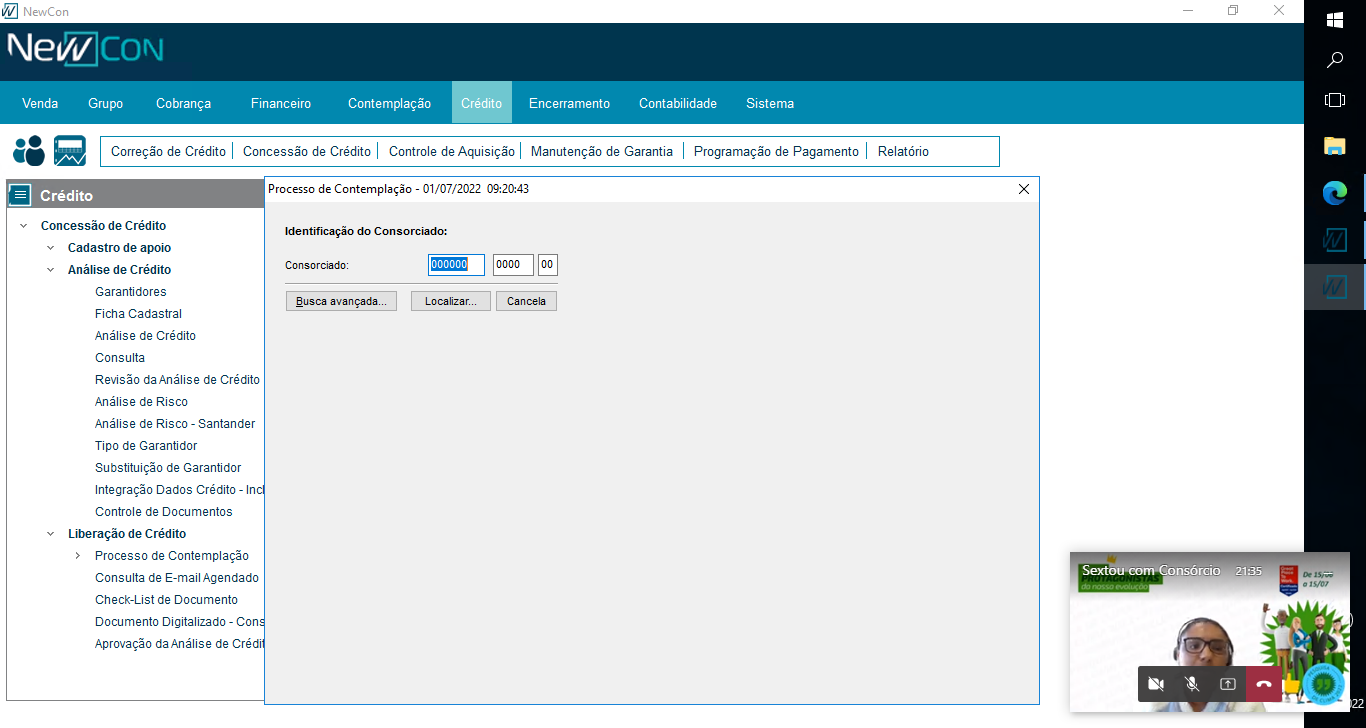 NewCon
NewCon
Venda Grupo Cobrança Financeiro Contemplação Crédito Encerramento Contabilidade Sistema
Correção de Crédito Concessão de Crédito Controle de Aquisição Manutenção de Garantia Programação de Pagamento Relatório
Crédito
Concessão de Crédito
Cadastro de apoio
Análise de Crédito
Garantidores
Ficha Cadastral
Análise de Crédito
Consulta
Revisão da Análise de Crédito
Análise de Risco
Análise de Risco - Santander
Tipo de Garantidor
Substituição de Garantidor
Integração Dados Crédito - Incl
Controle de Documentos
Liberação de Crédito
Processo de Contemplação
Consulta de E-mail Agendado
Check-List de Documento
Documento Digitalizado - Cons
Aprovação da Análise de Crédit
Processo de Contemplação - 01/07/2022 09:20:43
Identificação do Consorciado:
Consorciado: 000000 0000 00
Busca avançada... Localizar... Cancela
Sextou com Consórcio 21:35
PROTAGONISTAS
da nossa evolução
De 15/06
a 15/07
022